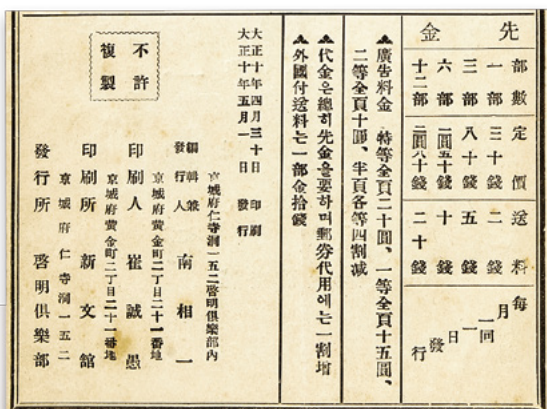 先金
部數 定價 送料
一部 三十錢 二錢
三部 八十錢 五錢
六部 一圓五十錢 十錢
十二部 二圓八十錢 二十錢
每月一回一日發行
▲廣告料金 特等全頁二十圓、一等全頁十五圓、
二等全頁十圓、半頁各等四割減
▲代金은總히先金을要하며郵券代用에는一割增
▲外國付送料는一部金拾錢
大正十年四月三十日 印刷
大正十年五月一日 發行
不許
複製
京城府仁寺洞一五二啓明俱樂部內
編輯兼
發行人 南相一
京城府黃金町二丁目二十一番地
印刷人 崔誠愚
京城府黃金町二丁目二十一番地
印刷所 新文館
京城府仁寺洞一五二
發行所 啓明俱樂部